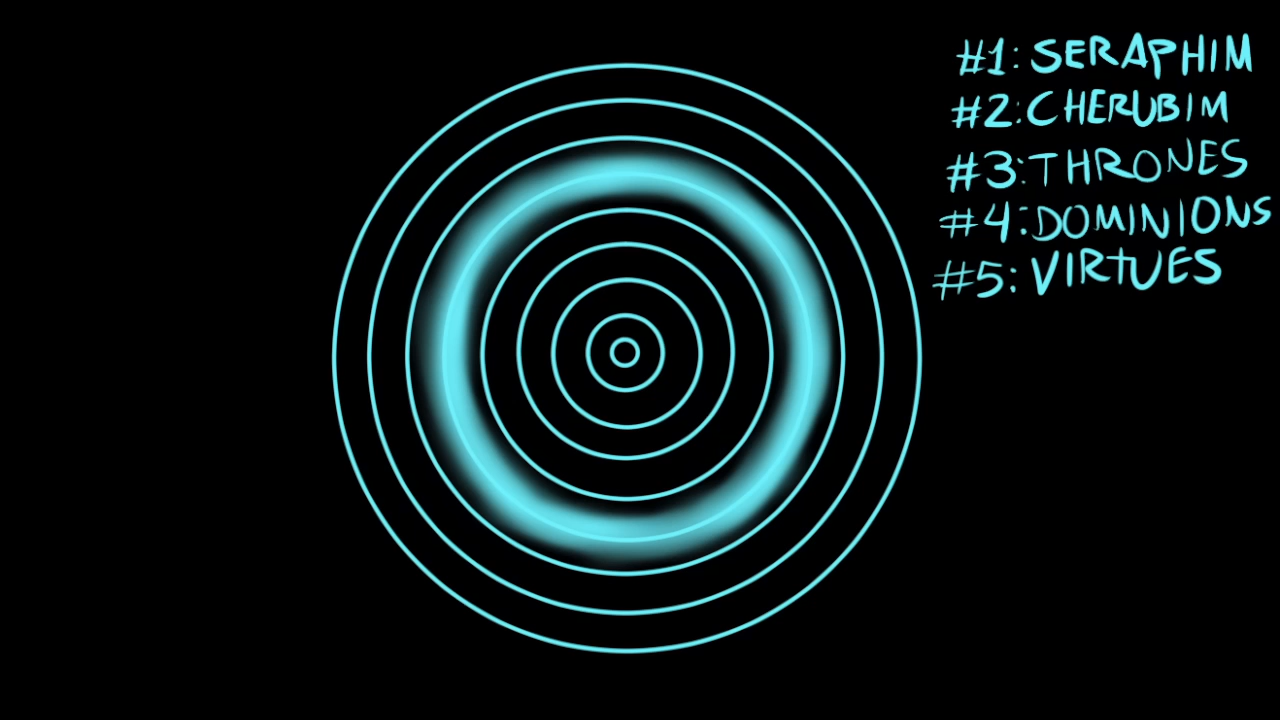 #1: SERAPHIM
#2: CHERUBIM
#3: THRONES
#4: DOMINIONS
#5: VIRTUES